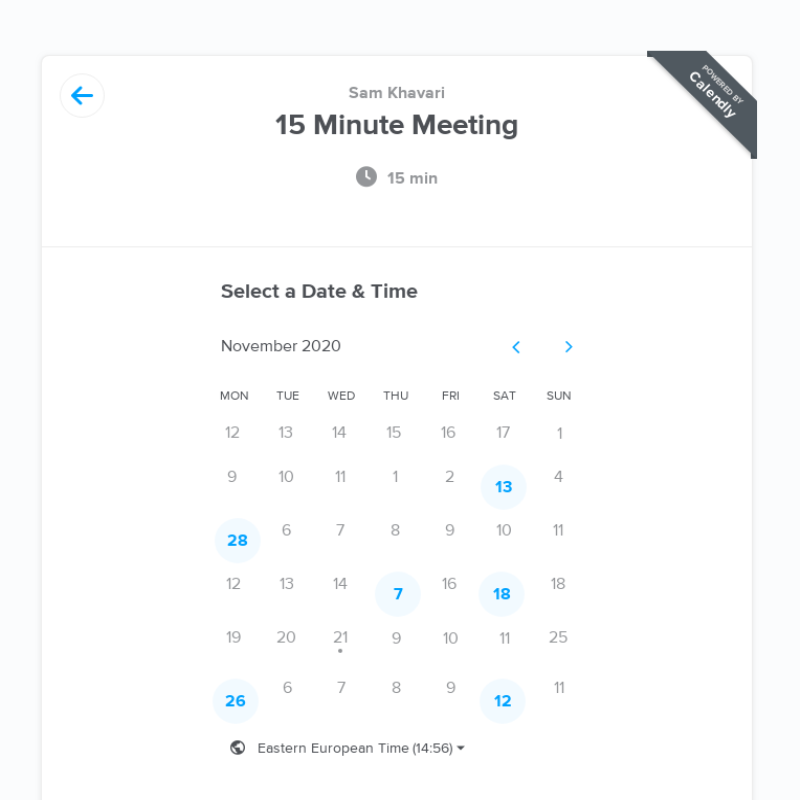 Sam Khavari
15 Minute Meeting
POWERED BY
Calendly
15 min
Select a Date & Time
November 2020
MON TUE WED THU FRI SAT SUN
12 13 14 15 16 17 1
9 10 11 1 2 13 4
28 6 7 8 9 10 11
12 13 14 7 16 18 18
19 20 21 9 10 11 25
26 6 7 8 9 12 11
Eastern European Time (14:56)